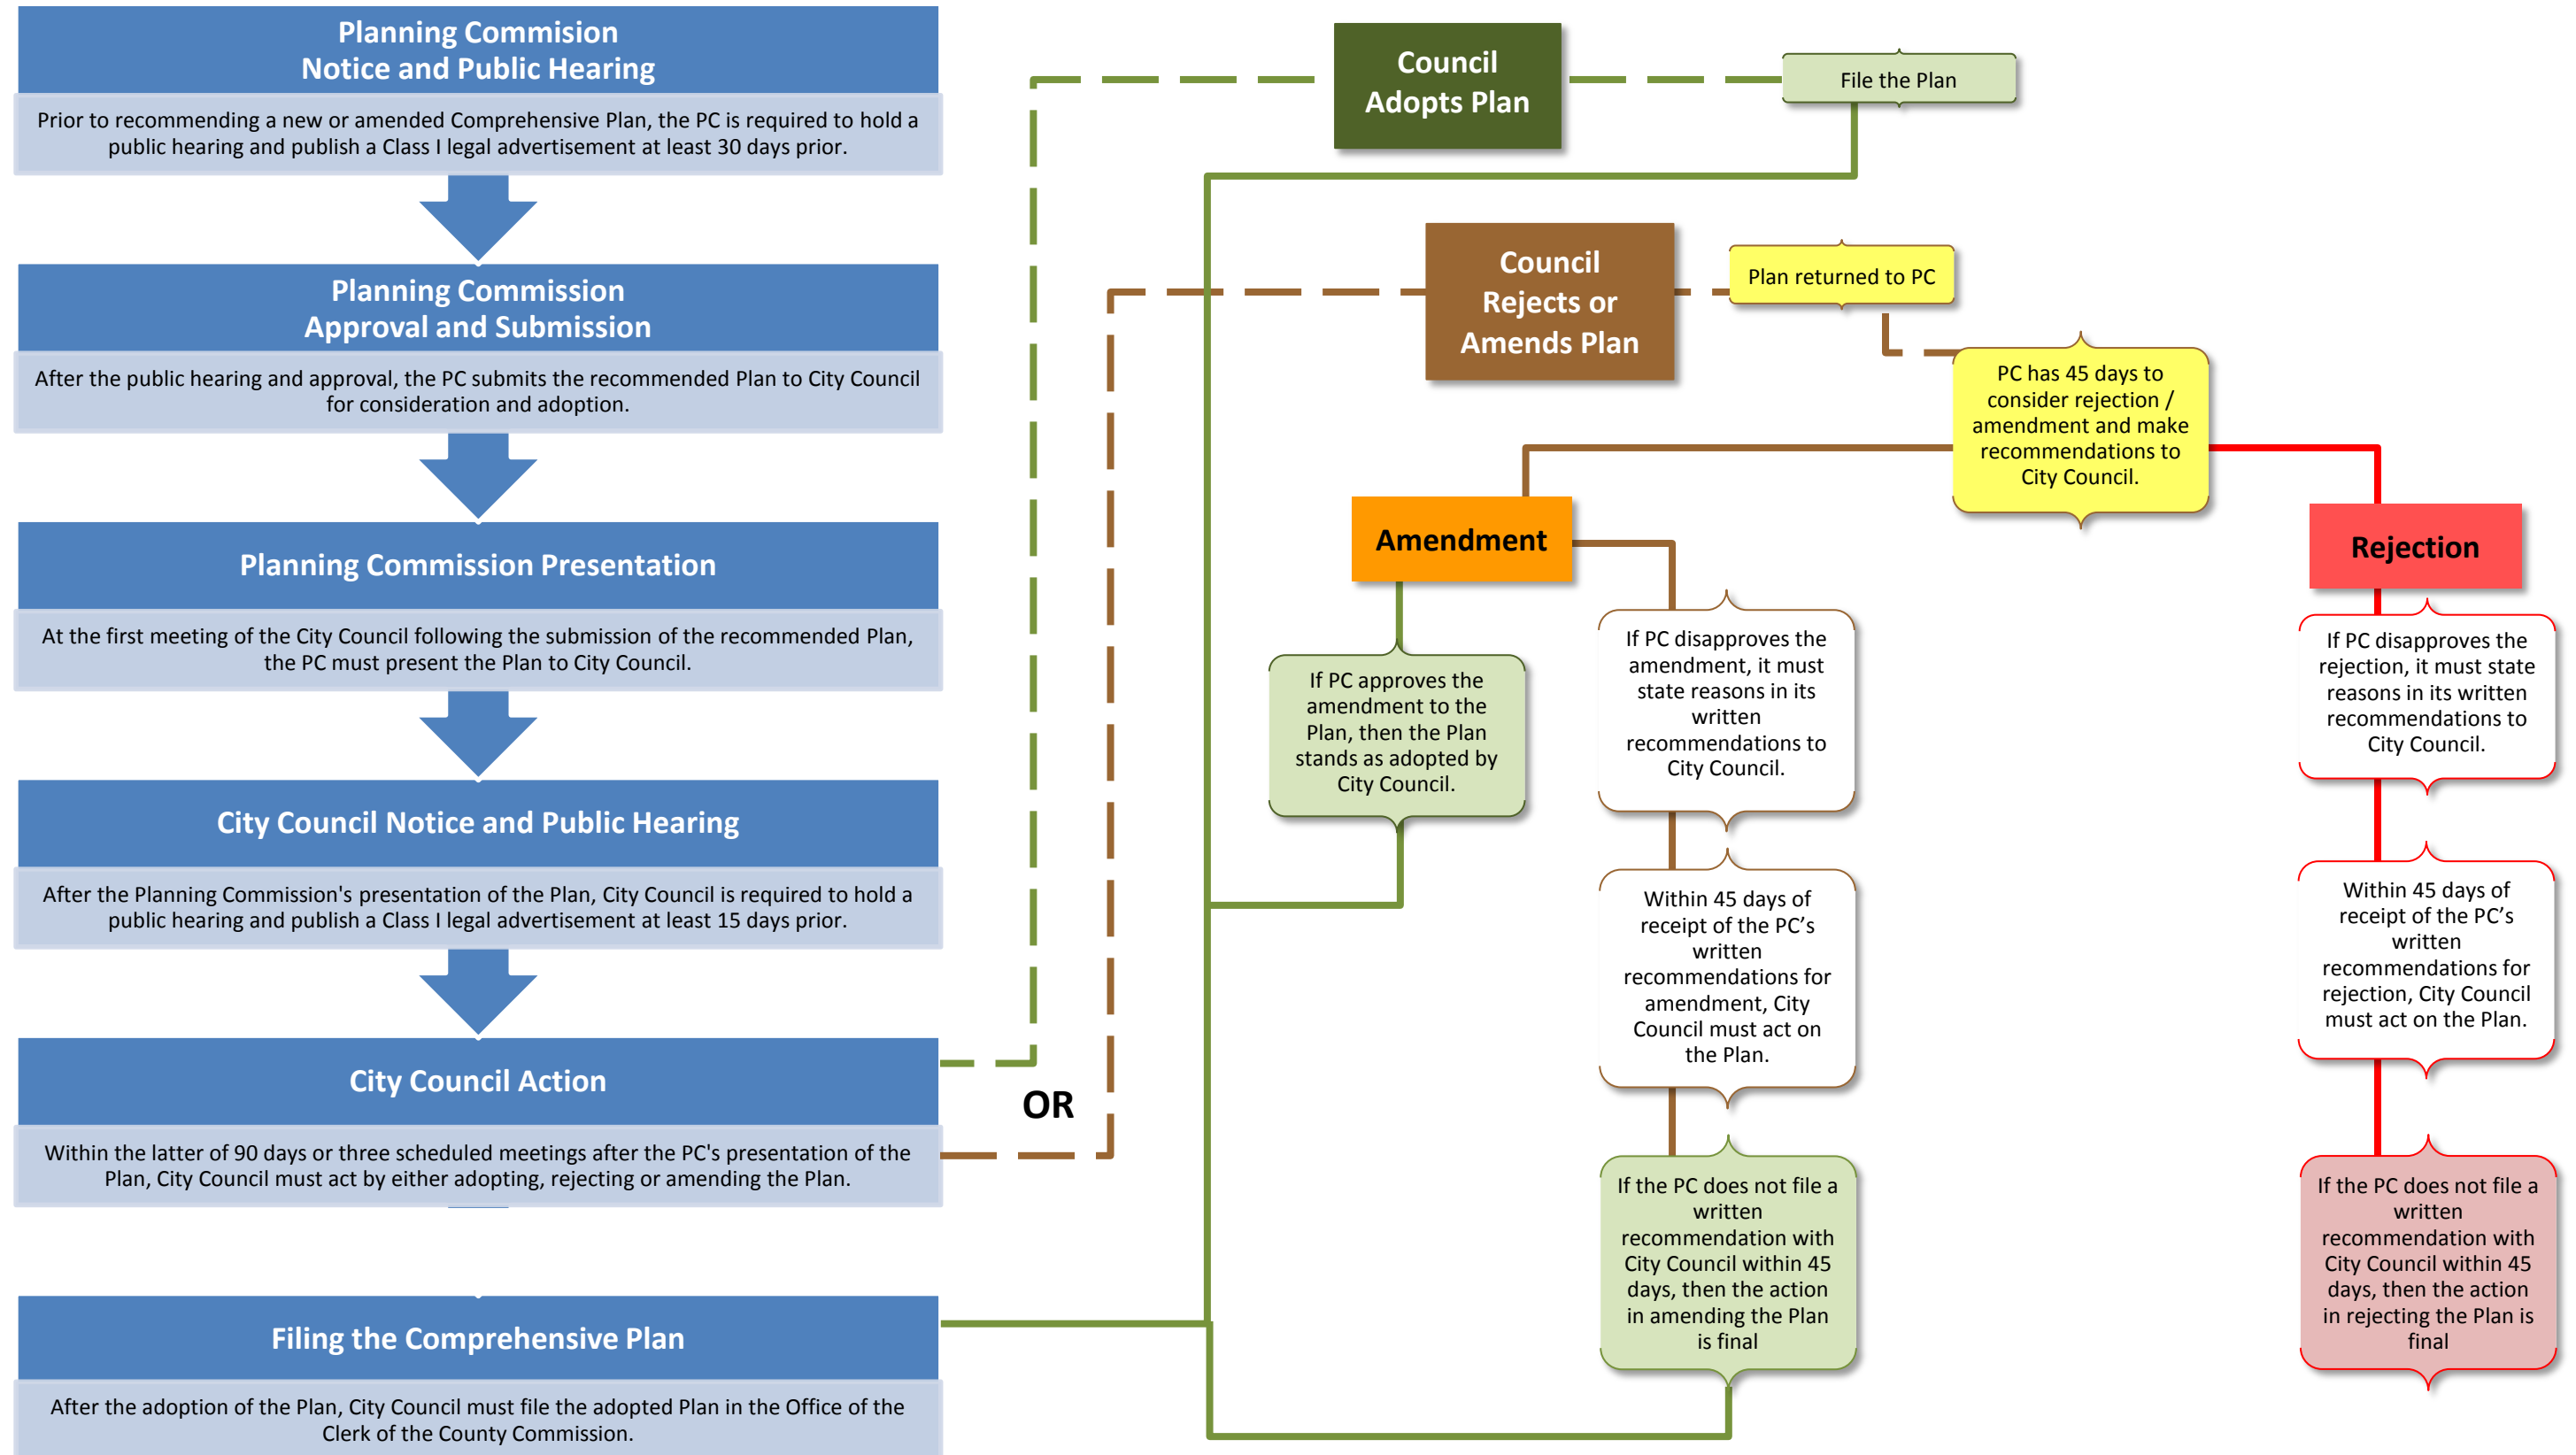 Planning Commision
Notice and Public Hearing
Prior to recommending a new or amended Comprehensive Plan, the PC is required to hold a
public hearing and publish a Class I legal advertisement at least 30 days prior.
Planning Commission
Approval and Submission
After the public hearing and approval, the PC submits the recommended Plan to City Council
for consideration and adoption.
Planning Commission Presentation
At the first meeting of the City Council following the submission of the recommended Plan,
the PC must present the Plan to City Council.
City Council Notice and Public Hearing
After the Planning Commission's presentation of the Plan, City Council is required to hold a
public hearing and publish a Class I legal advertisement at least 15 days prior.
City Council Action
Within the latter of 90 days or three scheduled meetings after the PC's presentation of the
Plan, City Council must act by either adopting, rejecting or amending the Plan.
Filing the Comprehensive Plan
After the adoption of the Plan, City Council must file the adopted Plan in the Office of the
Clerk of the County Commission.
OR
Council
Adopts Plan
File the Plan
Council
Rejects or
Amends Plan
Plan returned to PC
PC has 45 days to
consider rejection /
amendment and make
recommendations to
City Council.
Amendment
If PC approves the
amendment to the
Plan, then the Plan
stands as adopted by
City Council.
If PC disapproves the
amendment, it must
state reasons in its
written
recommendations to
City Council.
Within 45 days of
receipt of the PC’s
written
recommendations for
amendment, City
Council must act on
the Plan.
If the PC does not file a
written
recommendation with
City Council within 45
days, then the action
in amending the Plan
is final
Rejection
If PC disapproves the
rejection, it must state
reasons in its written
recommendations to
City Council.
Within 45 days of
receipt of the PC’s
written
recommendations for
rejection, City Council
must act on the Plan.
If the PC does not file a
written
recommendation with
City Council within 45
days, then the action
in rejecting the Plan is
final